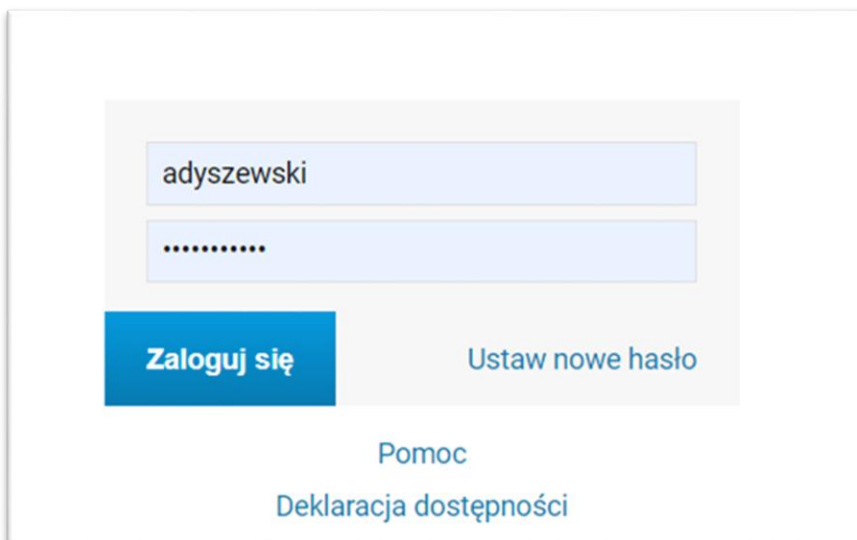 adyszewski
•••••••••••
Zaloguj się
Ustaw nowe hasło
Pomoc
Deklaracja dostępności